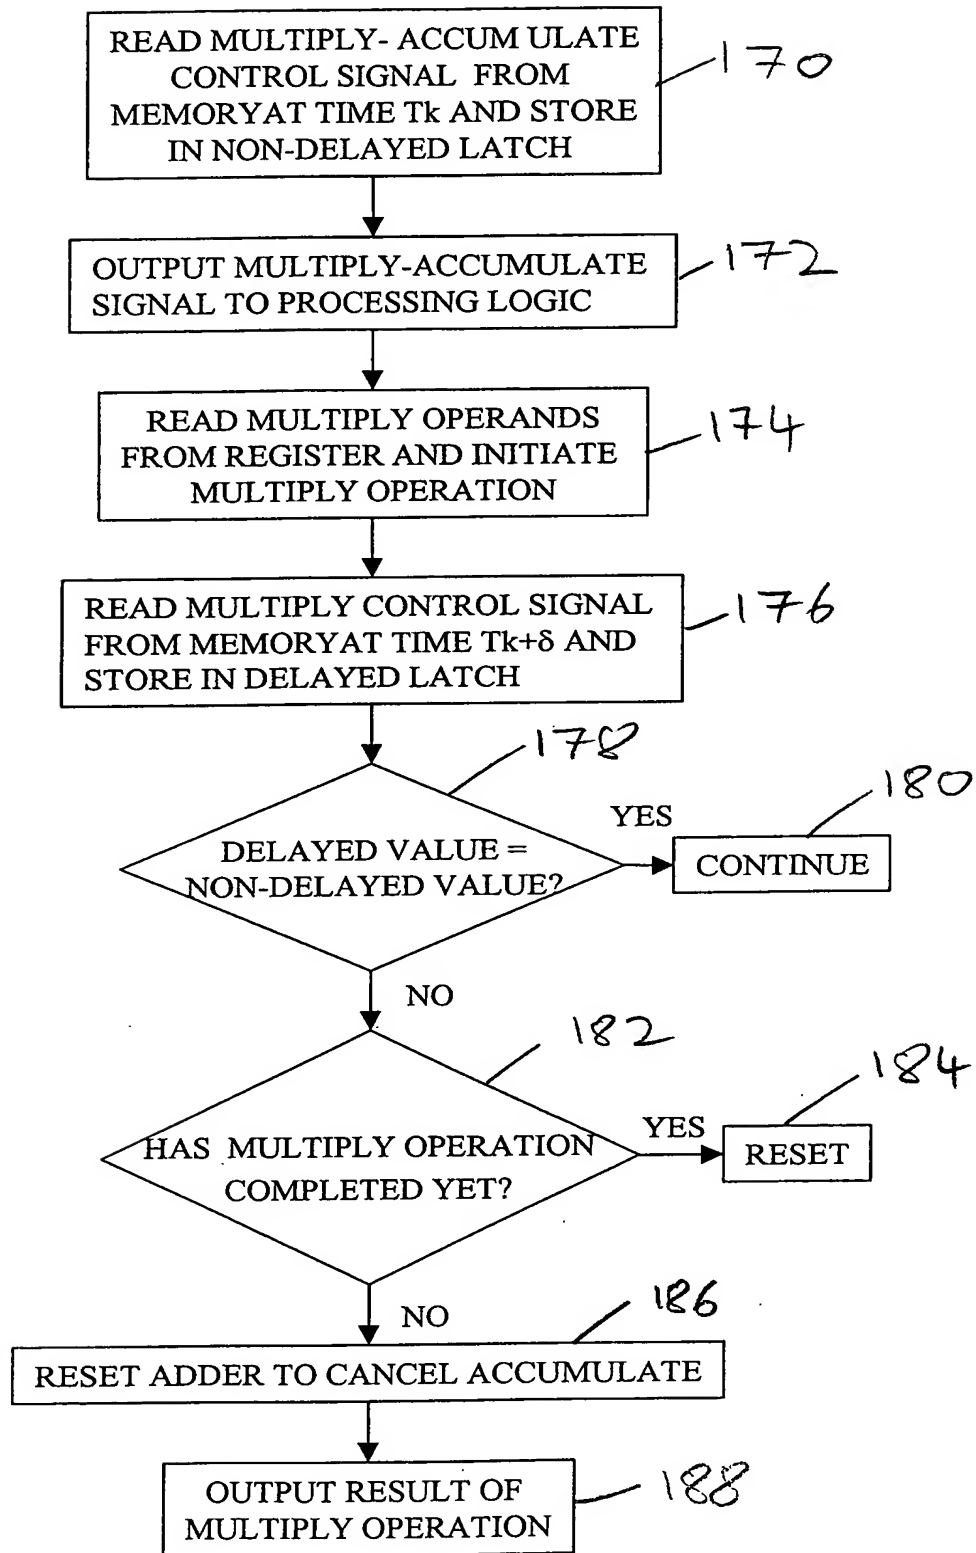 READ MULTIPLY- ACCUM ULATE
CONTROL SIGNAL FROM
MEMORYAT TIME Tk AND STORE
IN NON-DELAYED LATCH
170
OUTPUT MULTIPLY-ACCUMULATE
SIGNAL TO PROCESSING LOGIC
172
READ MULTIPLY OPERANDS
FROM REGISTER AND INITIATE
MULTIPLY OPERATION
174
READ MULTIPLY CONTROL SIGNAL
FROM MEMORYAT TIME Tk+δ AND
STORE IN DELAYED LATCH
176
178
DELAYED VALUE =
NON-DELAYED VALUE?
YES
180
CONTINUE
NO
182
HAS MULTIPLY OPERATION
COMPLETED YET?
YES
184
RESET
NO
186
RESET ADDER TO CANCEL ACCUMULATE
OUTPUT RESULT OF
MULTIPLY OPERATION
188